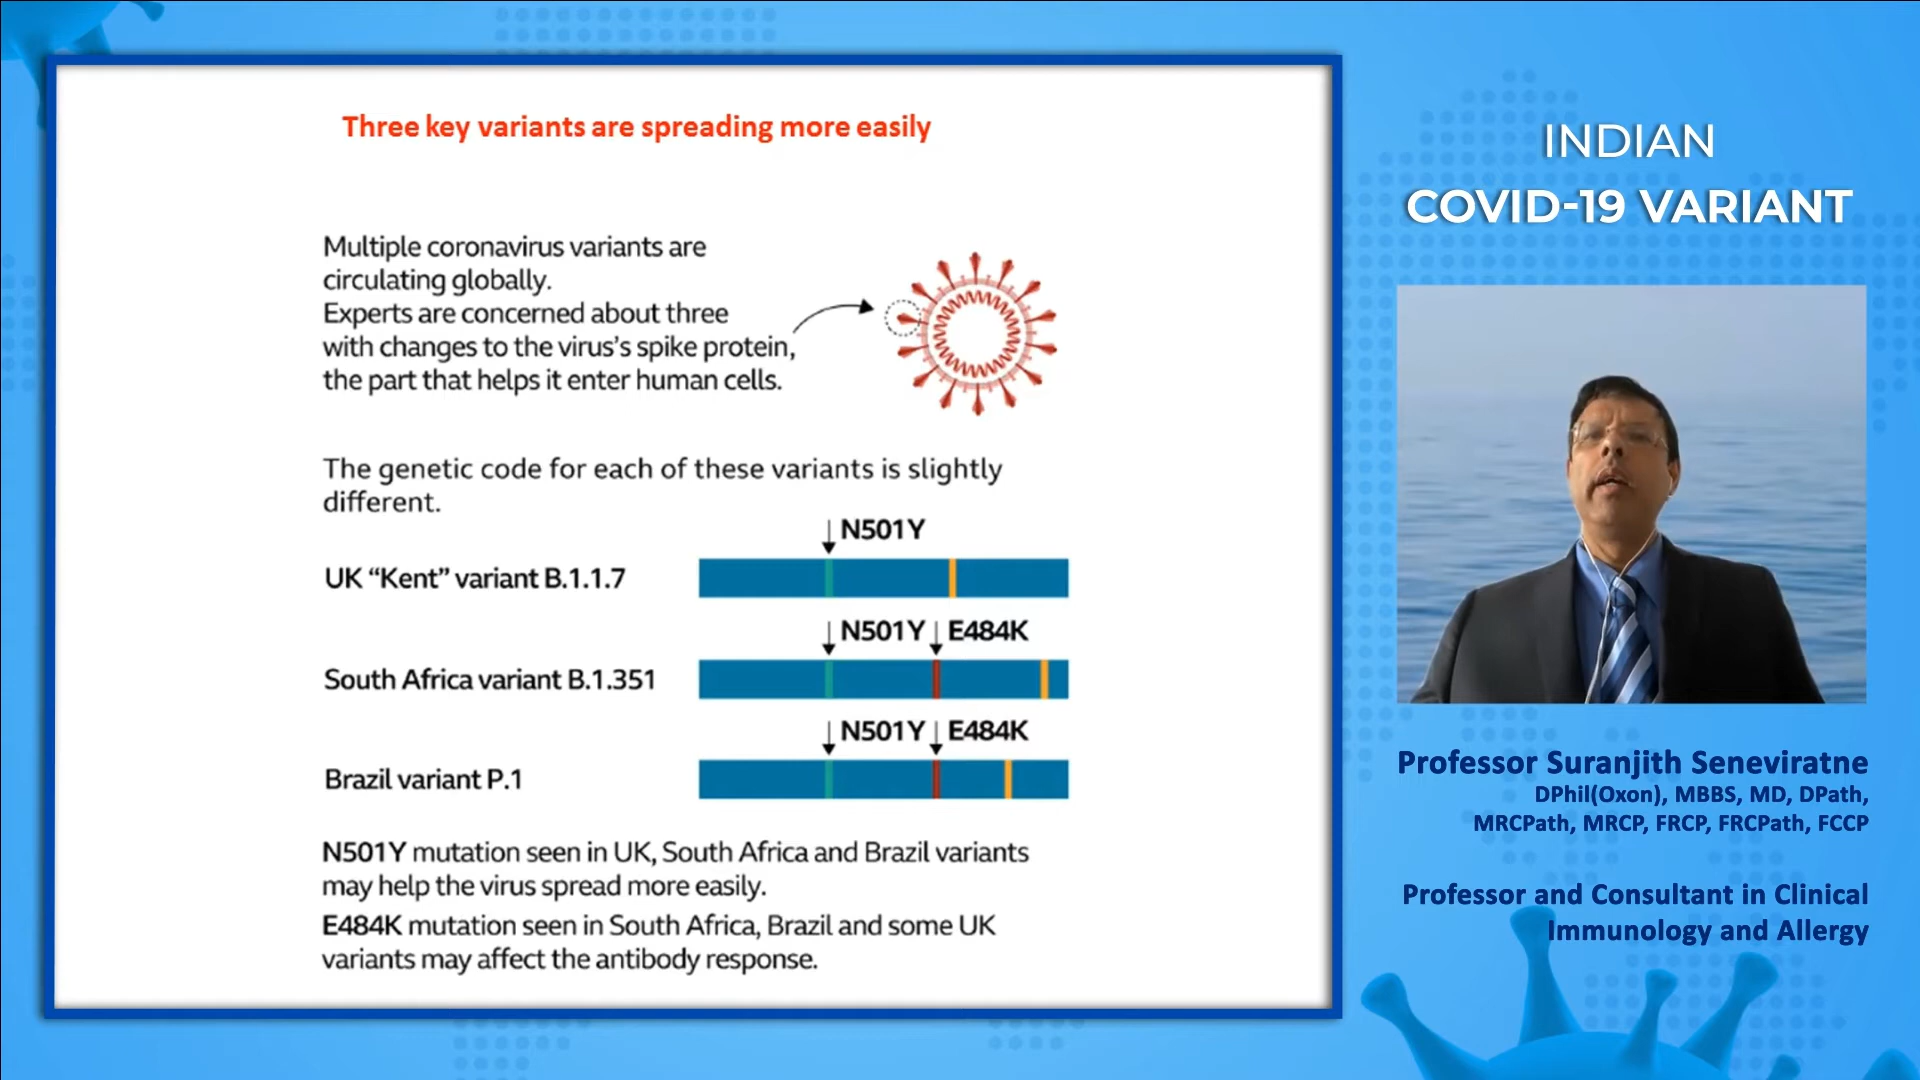 Three key variants are spreading more easily
Multiple coronavirus variants are
circulating globally.
Experts are concerned about three
with changes to the virus's spike protein,
the part that helps it enter human cells.
The genetic code for each of these variants is slightly
different.
N501Y
UK “Kent” variant B.1.1.7
N501Y E484K
South Africa variant B.1.351
N501Y E484K
Brazil variant P.1
N501Y mutation seen in UK, South Africa and Brazil variants
may help the virus spread more easily.
E484K mutation seen in South Africa, Brazil and some UK
variants may affect the antibody response.
INDIAN
COVID-19 VARIANT
Professor Suranjith Seneviratne
DPhil(Oxon), MBBS, MD, DPath,
MRCPath, MRCP, FRCP, FRCPath, FCCP
Professor and Consultant in Clinical
Immunology and Allergy